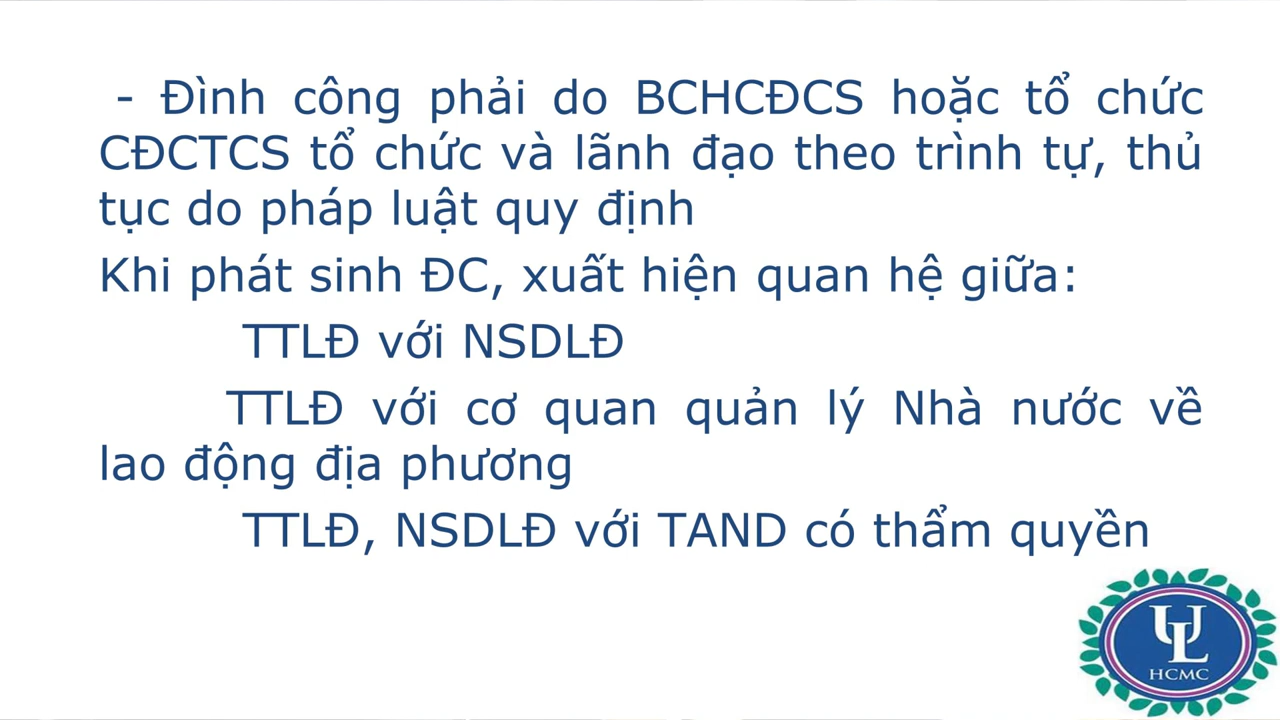 - Đình công phải do BCHCĐCS hoặc tổ chức
CĐCTCS tổ chức và lãnh đạo theo trình tự, thủ
tục do pháp luật quy định
Khi phát sinh ĐC, xuất hiện quan hệ giữa:
TTLĐ với NSDLĐ
TTLĐ với cơ quan quản lý Nhà nước về
lao động địa phương
TTLĐ, NSDLĐ với TAND có thẩm quyền
UL
HCMC